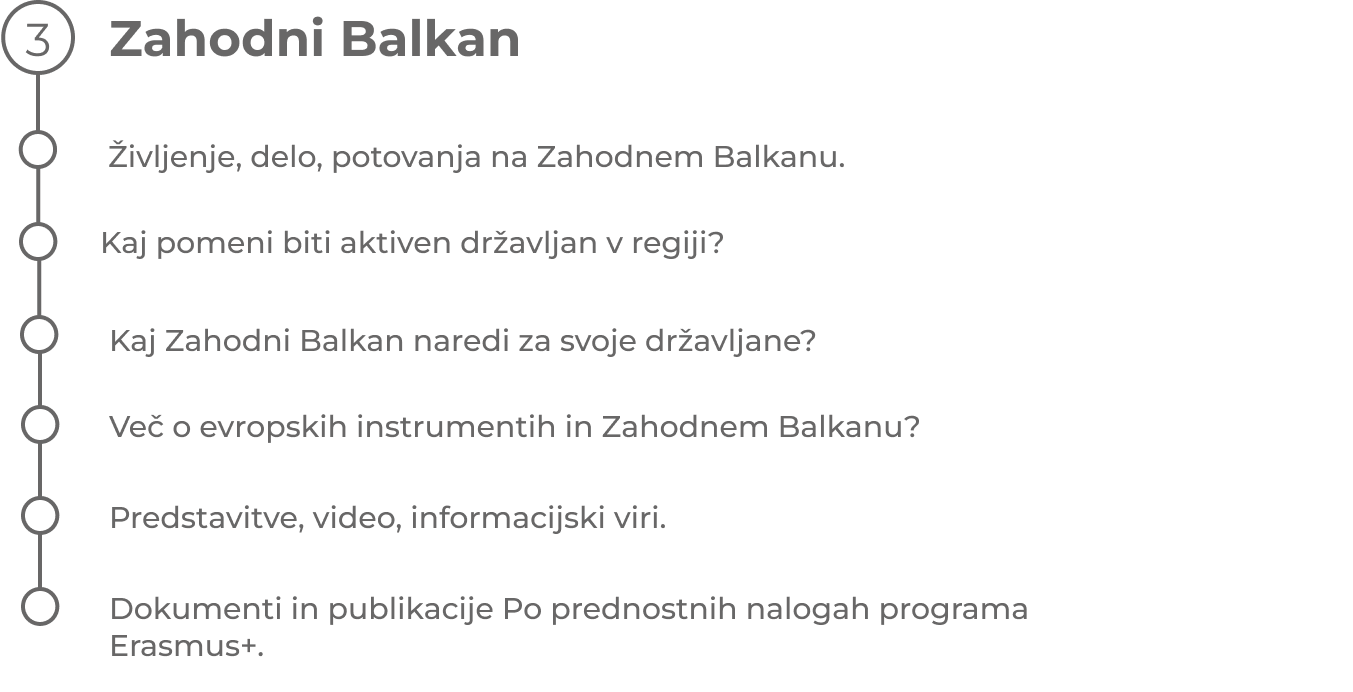 3 Zahodni Balkan
Življenje, delo, potovanja na Zahodnem Balkanu.
Kaj pomeni biti aktiven državljan v regiji?
Kaj Zahodni Balkan naredi za svoje državljane?
Več o evropskih instrumentih in Zahodnem Balkanu?
Predstavitve, video, informacijski viri.
Dokumenti in publikacije Po prednostnih nalogah programa
Erasmus+.